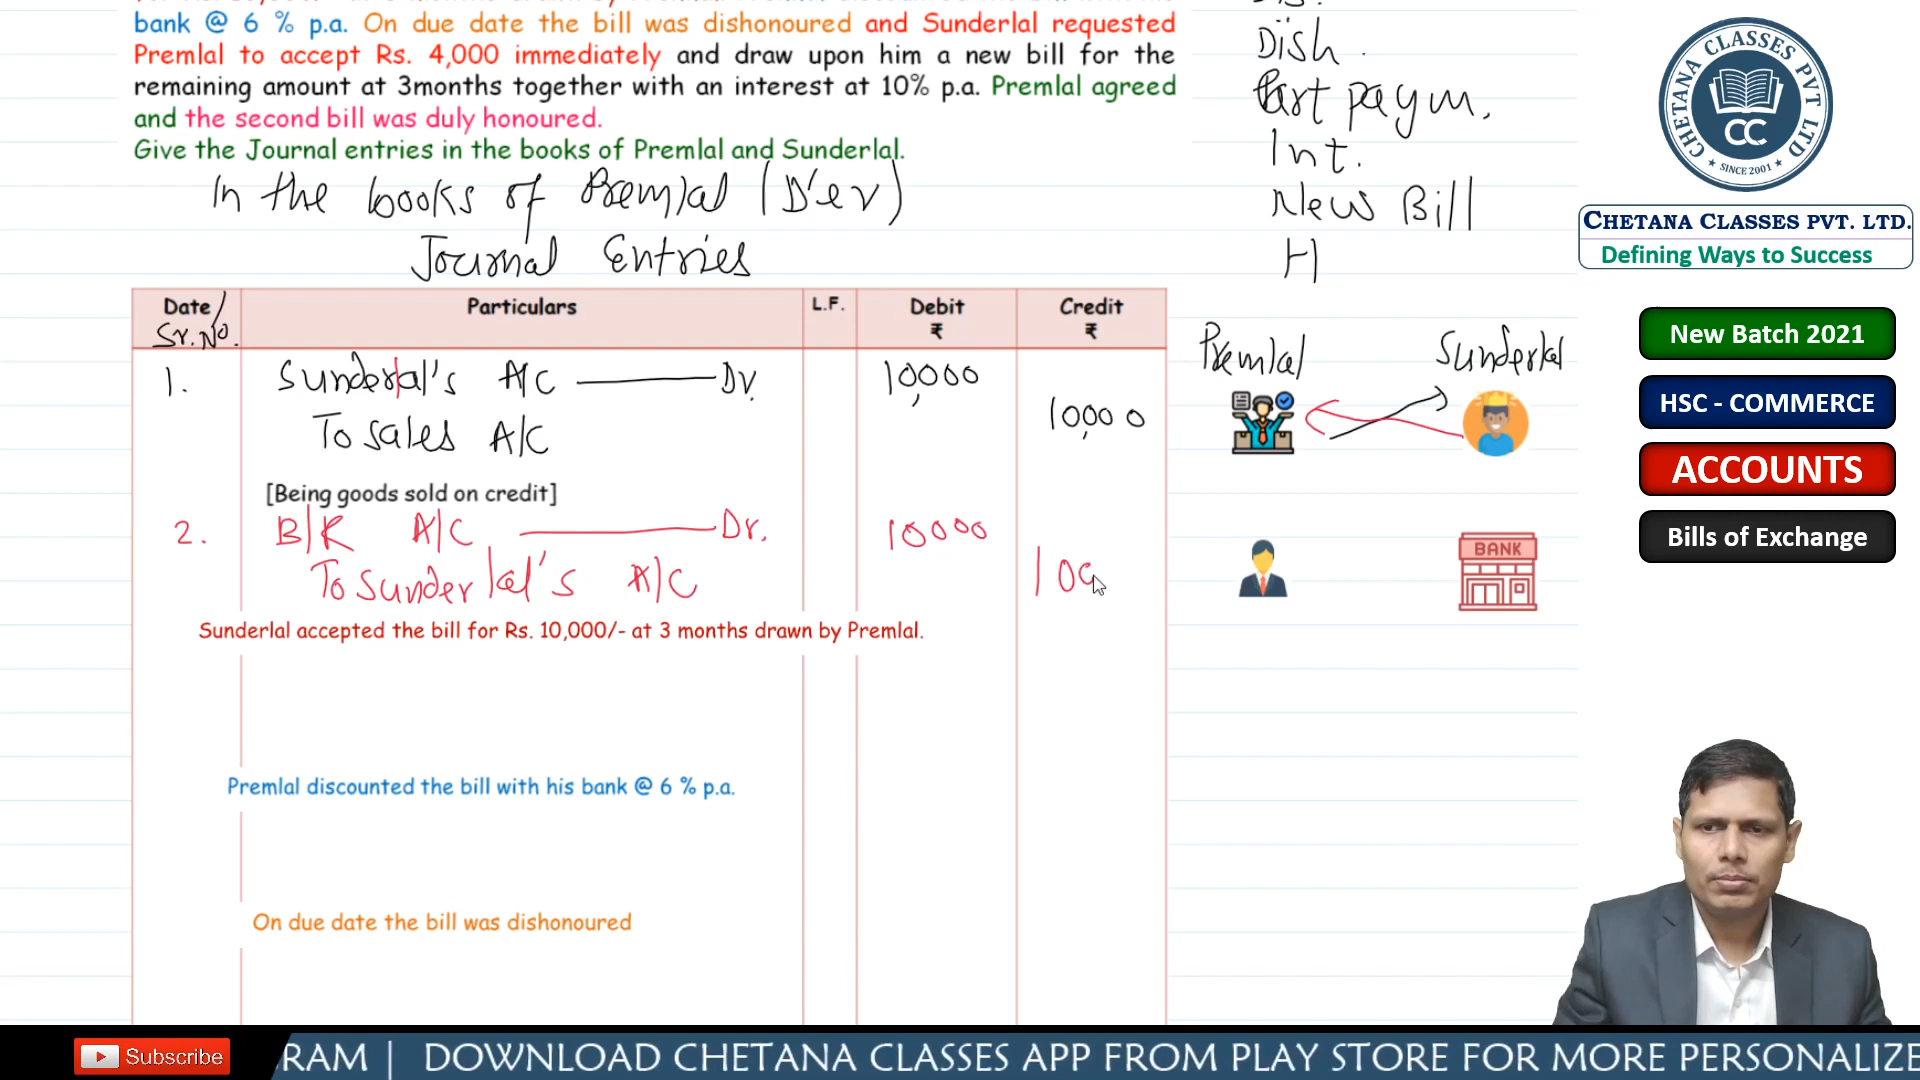 bank @ 6 % p.a. On due date the bill was dishonoured and Sunderlal requested
Premlal to accept Rs. 4,000 immediately and draw upon him a new bill for the
remaining amount at 3months together with an interest at 10% p.a. Premlal agreed
and the second bill was duly honoured.
Give the Journal entries in the books of Premlal and Sunderlal.
In the books of Premlal (D'er)
Journal Entries
Dish.
Part paym.
Int.
New Bill
H
Date/ Particulars L.F. Debit Credit
Sr. No. ₹ ₹
1. Sunderlal's A/C Dr. 10,000
To Sales A/C 10,000
[Being goods sold on credit]
2. B/R A/C Dr. 10000
To Sunderlal's A/C 100
Sunderlal accepted the bill for Rs. 10,000/- at 3 months drawn by Premlal.
Premlal discounted the bill with his bank @ 6 % p.a.
On due date the bill was dishonoured
Premlal Sunderlal
BANK
CHETANA CLASSES PVT LTD
CC
SINCE 2001
CHETANA CLASSES PVT. LTD.
Defining Ways to Success
New Batch 2021
HSC - COMMERCE
ACCOUNTS
Bills of Exchange
Subscribe
RAM | DOWNLOAD CHETANA CLASSES APP FROM PLAY STORE FOR MORE PERSONALIZE